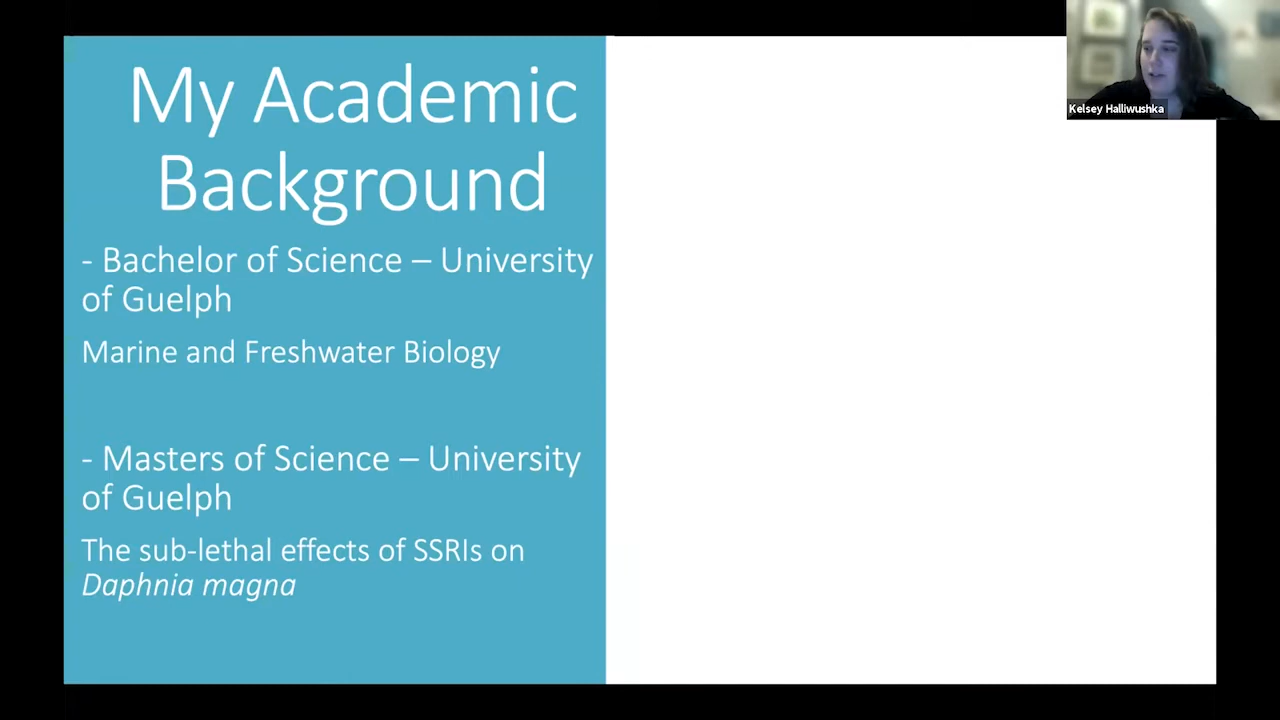 My Academic
Background
- Bachelor of Science – University
of Guelph
Marine and Freshwater Biology
- Masters of Science – University
of Guelph
The sub-lethal effects of SSRIs on
Daphnia magna
Kelsey Halliwushka